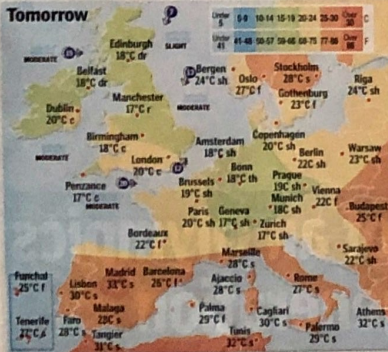 Tomorrow
Under 5
5-9
10-14
15-19
20-24
25-30
Over 30
C
Under 41
41-48
50-57
59-66
68-75
77-86
Over 86
F
SLIGHT
MODERATE
Edinburgh
18°C dr
Belfast
18°C dr
Bergen
24°C s
MODERATE
Oslo
27°C f
Stockholm
28°C s
Gothenburg
23°C f
Riga
24°C sh
Dublin
20°C c
Manchester
17°C r
Birmingham
18°C c
MODERATE
London
20°C c
Amsterdam
18°C sh
Copenhagen
20°C sh
Berlin
22C sh
Warsaw
23°C sh
Penzance
17°C c
MODERATE
Brussels
19°C sh
Bonn
18°C th
Prague
19C sh
Vienna
22C f
Munich
18C sh
Budapest
25°C f
Paris
20°C sh
Geneva
17°C sh
Zurich
17°C sh
Bordeaux
22°C f
Sarajevo
22°C sh
Marseille
28°C s
Funchal
25°C f
Lisbon
30°C s
Madrid
33°C s
Barcelona
25°C f
Ajaccio
28°C s
Rome
27°C s
Tenerife
Faro
28°C s
Malaga
28C s
Tangier
31°C s
Palma
29°C f
Cagliari
30°C s
Tunis
32°C s
Palermo
29°C s
Athens
32°C s